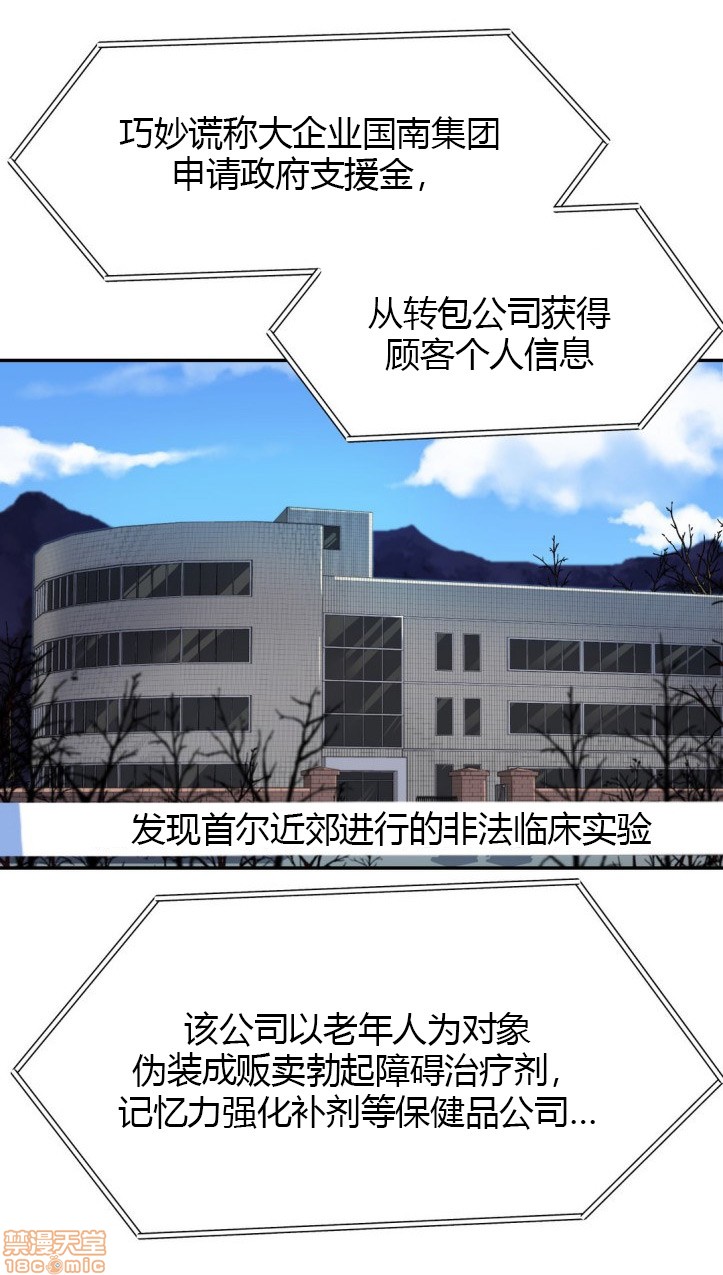 巧妙谎称大企业国南集团
申请政府支援金，
从转包公司获得
顾客个人信息
发现首尔近郊进行的非法临床实验
该公司以老年人为对象
伪装成贩卖勃起障碍治疗剂，
记忆力强化补剂等保健品公司...
禁漫天堂
18comic